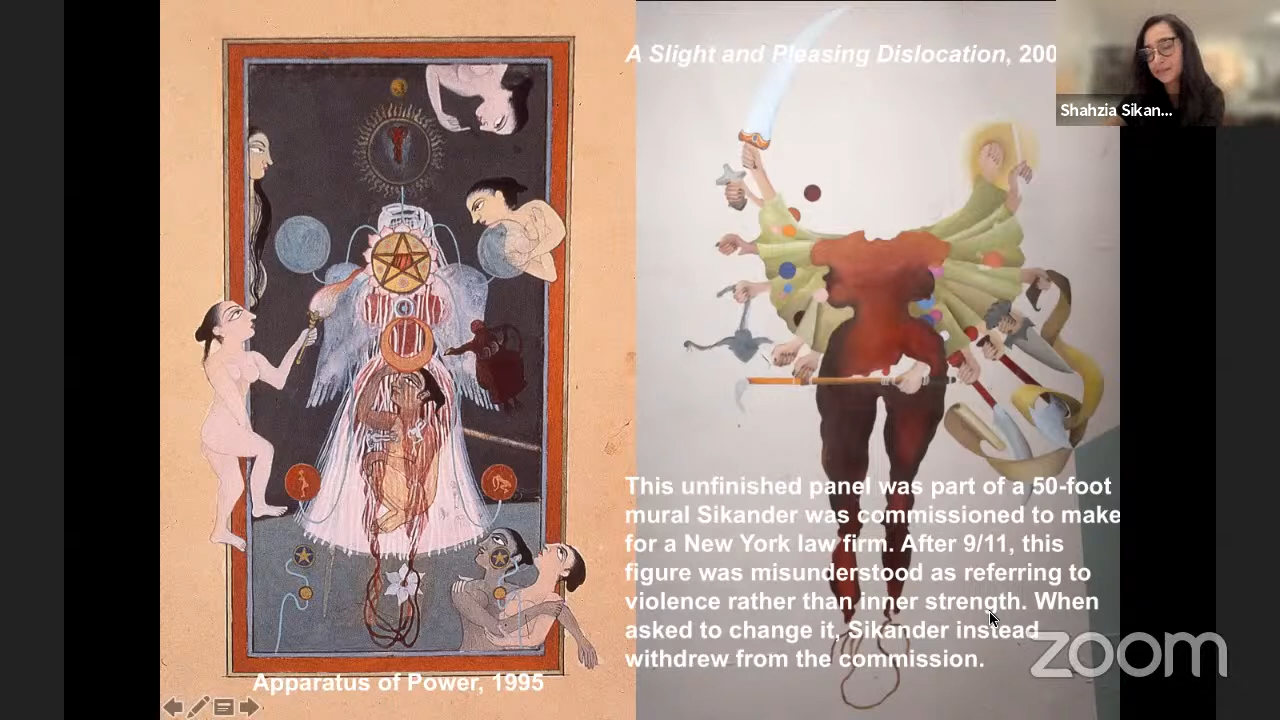 A Slight and Pleasing Dislocation, 200
Shahzia Sikan...
This unfinished panel was part of a 50-foot
mural Sikander was commissioned to make
for a New York law firm. After 9/11, this
figure was misunderstood as referring to
violence rather than inner strength. When
asked to change it, Sikander instead
withdrew from the commission.
Apparatus of Power, 1995
zoom